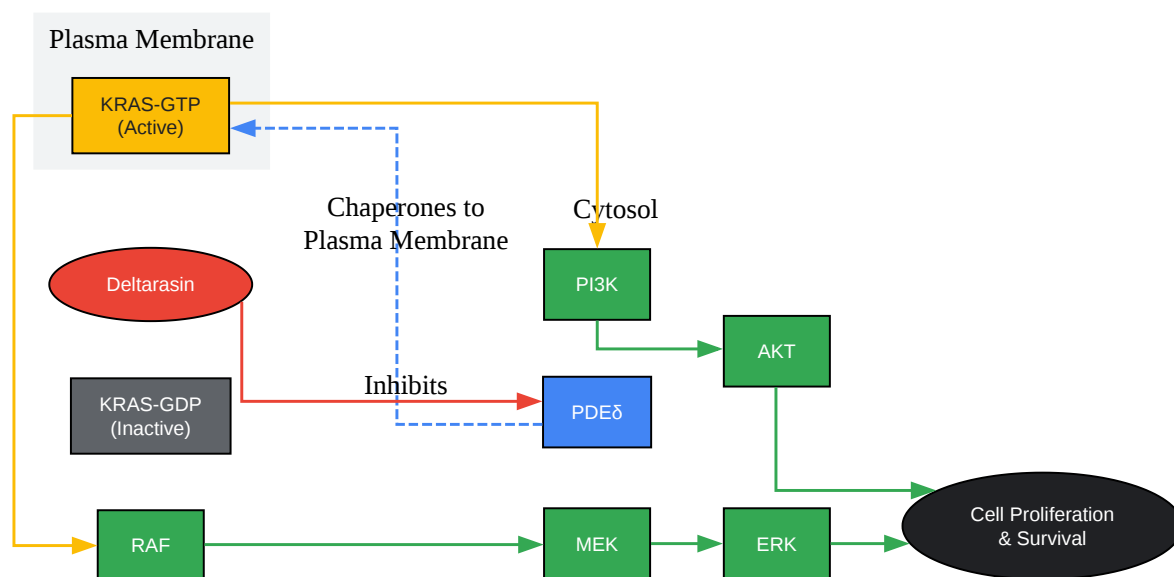 Plasma Membrane
KRAS-GTP
(Active)
Chaperones to
Plasma Membrane
Cytosol
Deltarasin
PI3K
AKT
Inhibits
KRAS-GDP
(Inactive)
PDEδ
RAF
MEK
ERK
Cell Proliferation
& Survival